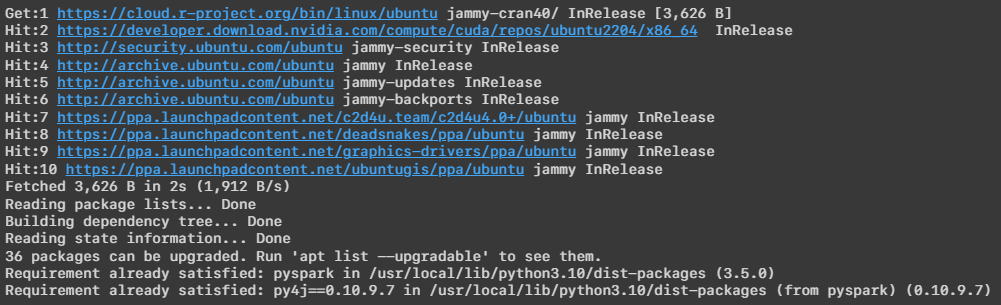 Get:1 https://cloud.r-project.org/bin/linux/ubuntu jammy-cran40/ InRelease [3,626 B]
Hit:2 https://developer.download.nvidia.com/compute/cuda/repos/ubuntu2204/x86_64  InRelease
Hit:3 http://security.ubuntu.com/ubuntu jammy-security InRelease
Hit:4 http://archive.ubuntu.com/ubuntu jammy InRelease
Hit:5 http://archive.ubuntu.com/ubuntu jammy-updates InRelease
Hit:6 http://archive.ubuntu.com/ubuntu jammy-backports InRelease
Hit:7 https://ppa.launchpadcontent.net/c2d4u.team/c2d4u4.0+/ubuntu jammy InRelease
Hit:8 https://ppa.launchpadcontent.net/deadsnakes/ppa/ubuntu jammy InRelease
Hit:9 https://ppa.launchpadcontent.net/graphics-drivers/ppa/ubuntu jammy InRelease
Hit:10 https://ppa.launchpadcontent.net/ubuntugis/ppa/ubuntu jammy InRelease
Fetched 3,626 B in 2s (1,912 B/s)
Reading package lists... Done
Building dependency tree... Done
Reading state information... Done
36 packages can be upgraded. Run 'apt list --upgradable' to see them.
Requirement already satisfied: pyspark in /usr/local/lib/python3.10/dist-packages (3.5.0)
Requirement already satisfied: py4j==0.10.9.7 in /usr/local/lib/python3.10/dist-packages (from pyspark) (0.10.9.7)